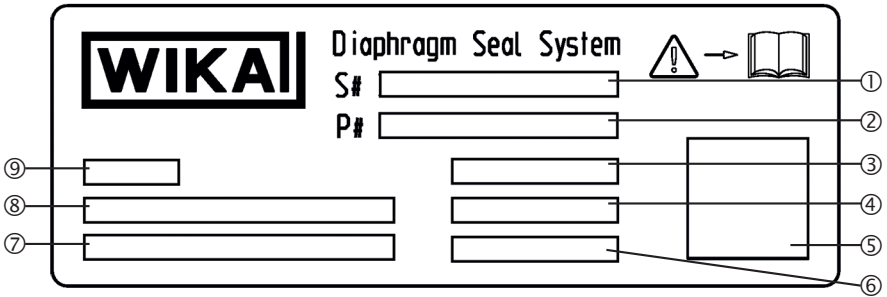 WIKA
Diaphragm Seal System
S#
P#
①
②
③
④
⑤
⑥
⑦
⑧
⑨